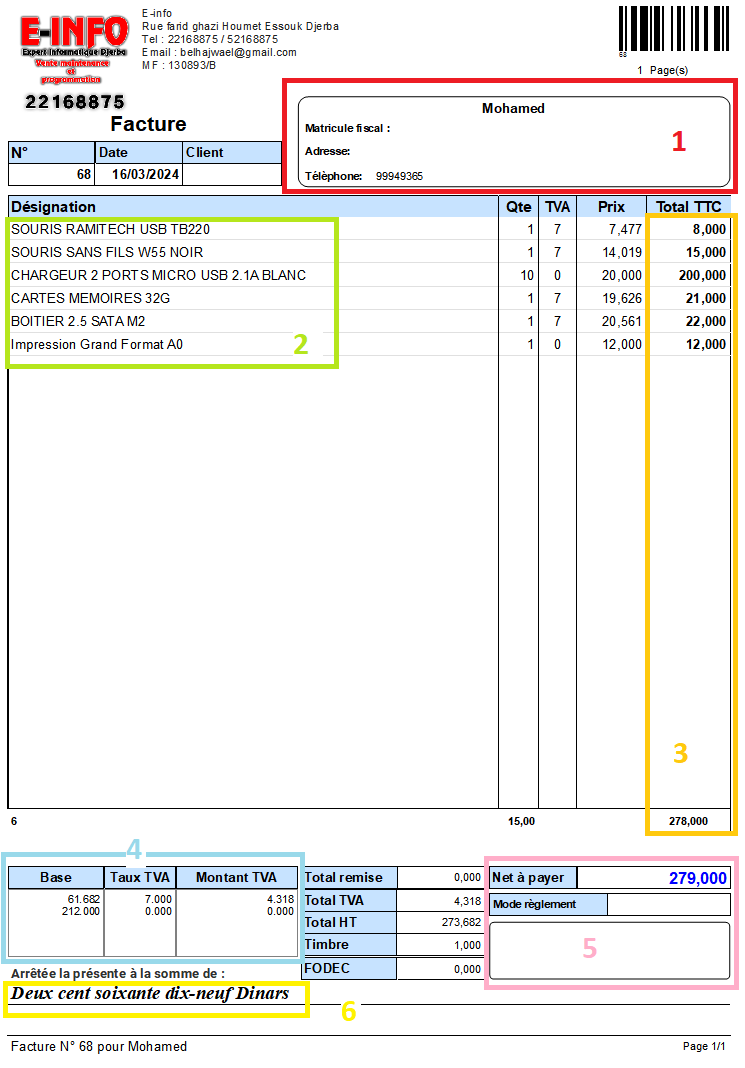 E-INFO
Expert Informatique Djerba
Vente maintenance
et
programmation
22168875
E-info
Rue farid ghazi Houmet Essouk Djerba
Tel : 22168875 / 52168875
Email : belhajwael@gmail.com
MF : 130893/B
68
1 Page(s)
Facture
N° Date Client
68 16/03/2024
Mohamed
Matricule fiscal :
Adresse:
Télèphone: 99949365
1
Désignation Qte TVA Prix Total TTC
SOURIS RAMITECH USB TB220 1 7 7,477 8,000
SOURIS SANS FILS W55 NOIR 1 7 14,019 15,000
CHARGEUR 2 PORTS MICRO USB 2.1A BLANC 10 0 20,000 200,000
CARTES MEMOIRES 32G 1 7 19,626 21,000
BOITIER 2.5 SATA M2 1 7 20,561 22,000
Impression Grand Format A0 1 0 12,000 12,000
2
3
6 15,00 278,000
4
Base Taux TVA Montant TVA
61.682 7.000 4.318
212.000 0.000 0.000
Total remise 0,000
Total TVA 4,318
Total HT 273,682
Timbre 1,000
FODEC 0,000
Net à payer 279,000
Mode règlement
5
Arrêtée la présente à la somme de :
Deux cent soixante dix-neuf Dinars
6
Facture N° 68 pour Mohamed Page 1/1